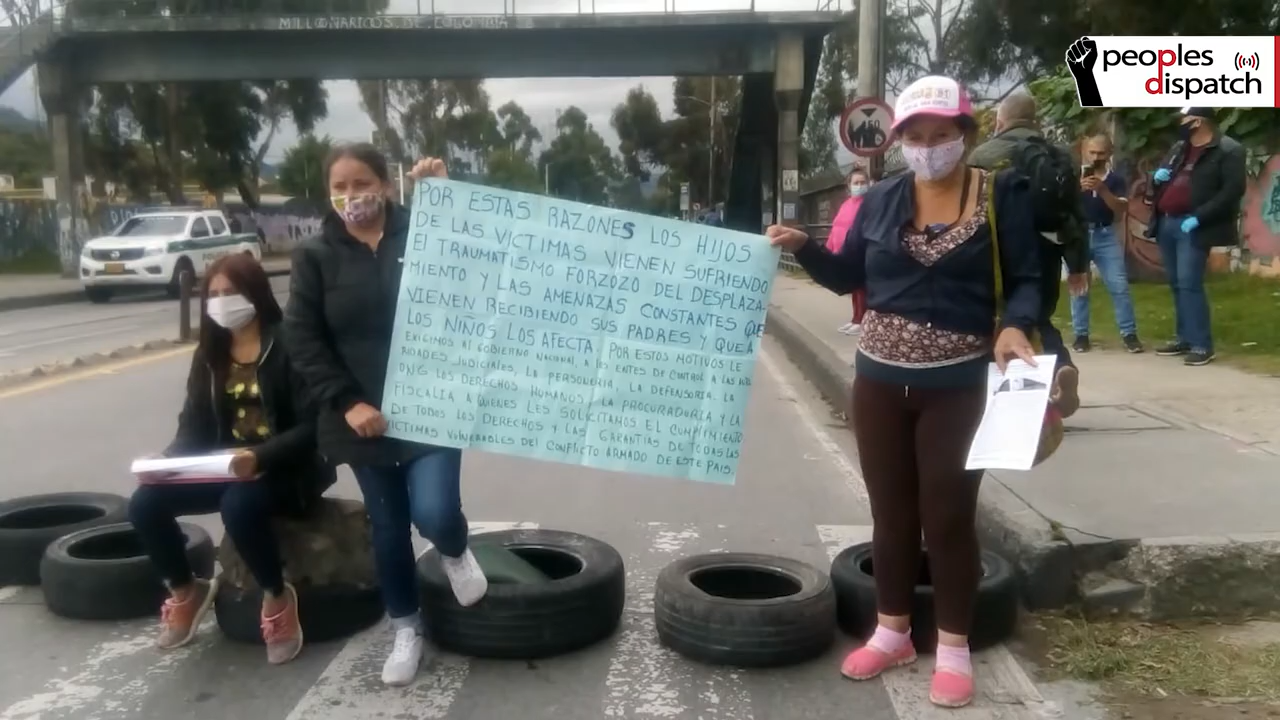 MILLONARIOS DE COLOMBIA
peoples
dispatch
POR ESTAS RAZONES LOS HIJOS
DE LAS VICTIMAS VIENEN SUFRIENDO
El TRAUMATISMO FORZOZO DEL DESPLAZA-
MIENTO Y LAS AMENAZAS CONSTANTES QUE
VIENEN RECIBIENDO SUS PADRES Y QUE A
LOS NIÑOS LOS AFECTA POR ESTOS MOTIVOS LE
EXIGIMOS Al GOBIERNO NACIONAL, A lOS ENTES DE CONTROL A LAS AUTO
RIDADES JUDICIALES, LA PERSONERIA, LA DEFENSORIA, LA
ONG LOS DERECHOS HUMANOS, LA PROCURADURIA Y LA
FISCALIA A QUIENES LES SOLICITAMOS EL CUMPLIMIENTO
DE TODOS LOS DERECHOS Y LAS GARANTIAS DE TODAS LAS
VICTIMAS VULNERABLES DEl CONFLICTO ARMADO DE ESTE PAIS.